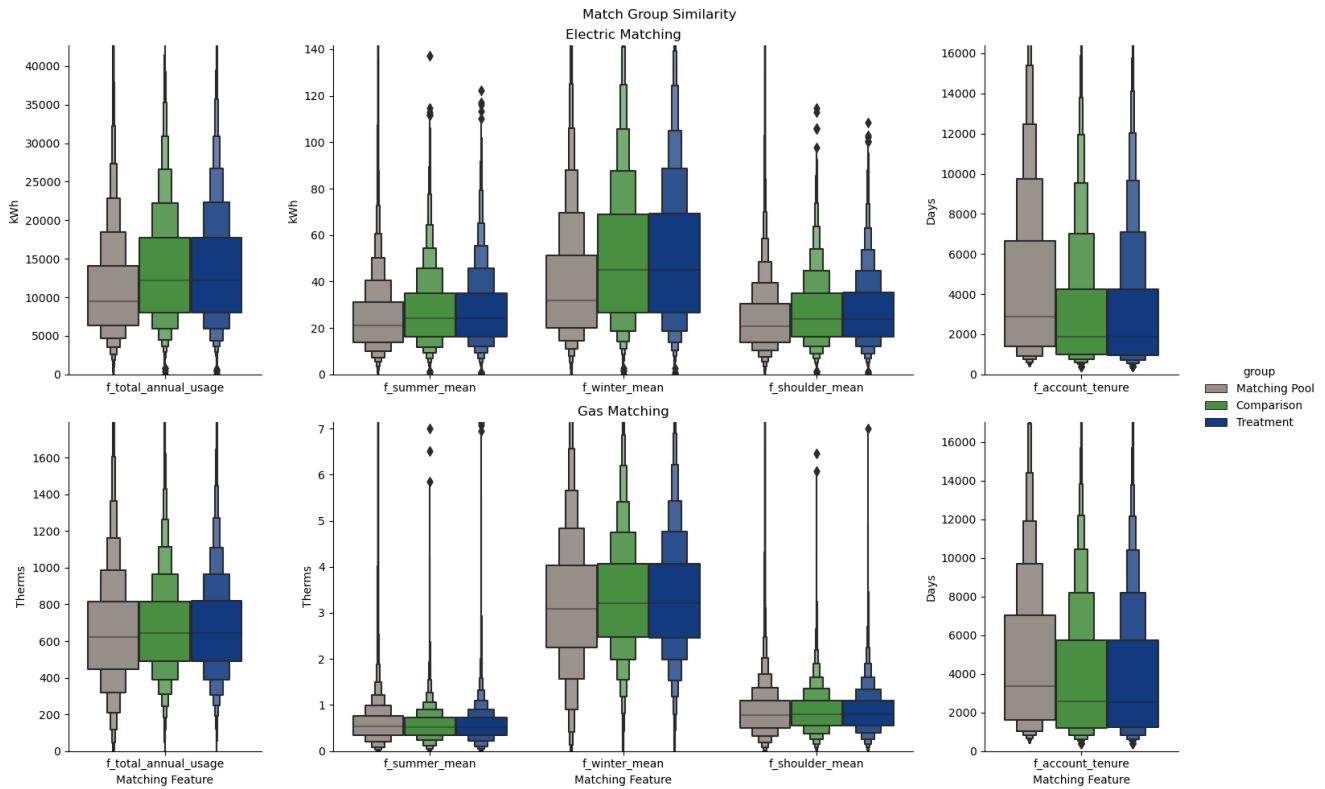 Match Group Similarity
Electric Matching
kWh
40000
35000
30000
25000
20000
15000
10000
5000
0
f_total_annual_usage
kWh
140
120
100
80
60
40
20
0
f_summer_mean
f_winter_mean
f_shoulder_mean
Days
16000
14000
12000
10000
8000
6000
4000
2000
0
f_account_tenure
group
Matching Pool
Comparison
Treatment
Gas Matching
Therms
1600
1400
1200
1000
800
600
400
200
0
f_total_annual_usage
Matching Feature
Therms
7
6
5
4
3
2
1
0
f_summer_mean
f_winter_mean
f_shoulder_mean
Matching Feature
Days
16000
14000
12000
10000
8000
6000
4000
2000
0
f_account_tenure
Matching Feature